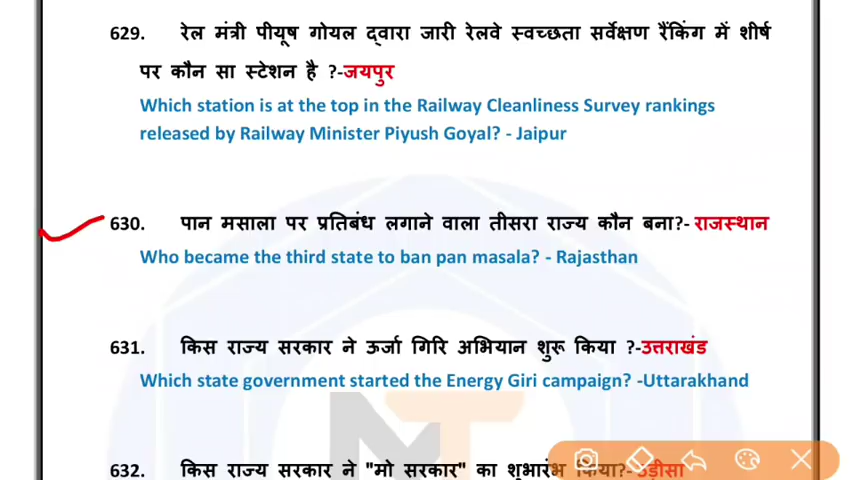 629. रेल मंत्री पीयूष गोयल द्वारा जारी रेलवे स्वच्छता सर्वेक्षण रैंकिंग में शीर्ष
पर कौन सा स्टेशन है ?-जयपुर
Which station is at the top in the Railway Cleanliness Survey rankings
released by Railway Minister Piyush Goyal? - Jaipur
630. पान मसाला पर प्रतिबंध लगाने वाला तीसरा राज्य कौन बना?- राजस्थान
Who became the third state to ban pan masala? - Rajasthan
631. किस राज्य सरकार ने ऊर्जा गिरि अभियान शुरू किया ?-उत्तराखंड
Which state government started the Energy Giri campaign? -Uttarakhand
MT
632. किस राज्य सरकार ने "मो सरकार" का शुभारंभ किया?- उड़ीसा